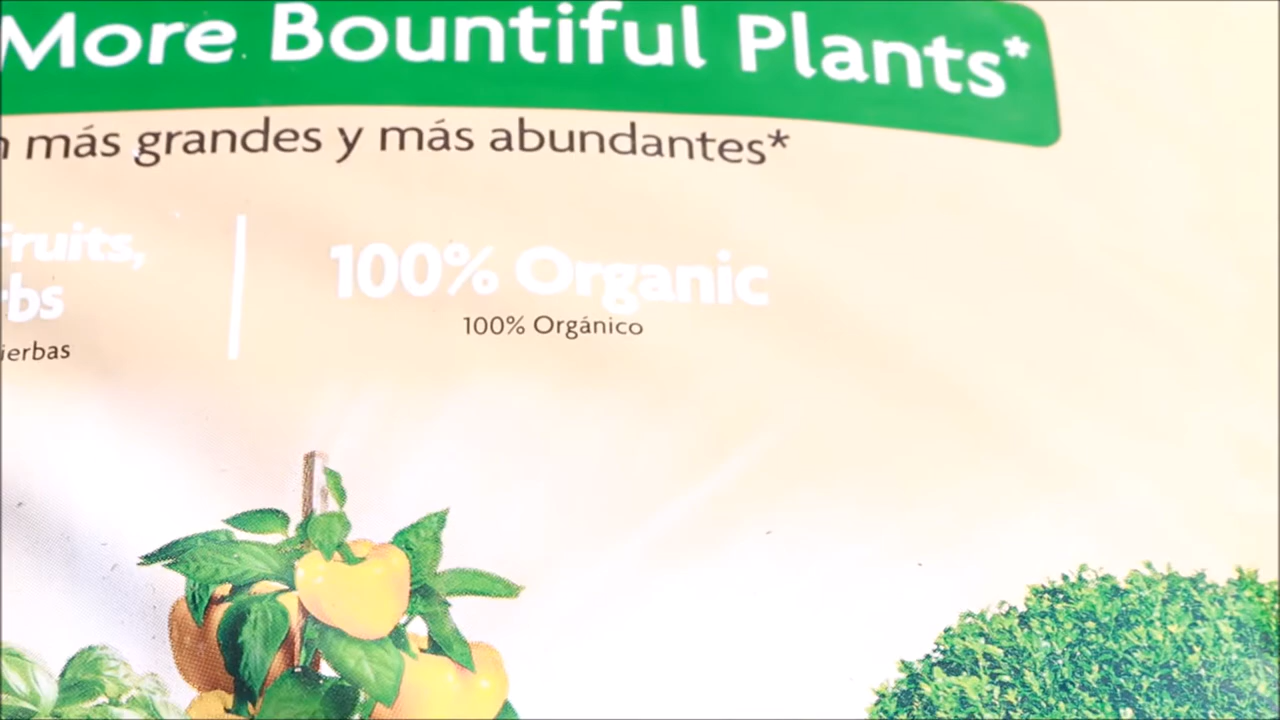 More Bountiful Plants*
más grandes y más abundantes*
Fruits,
100% Organic
100% Orgánico